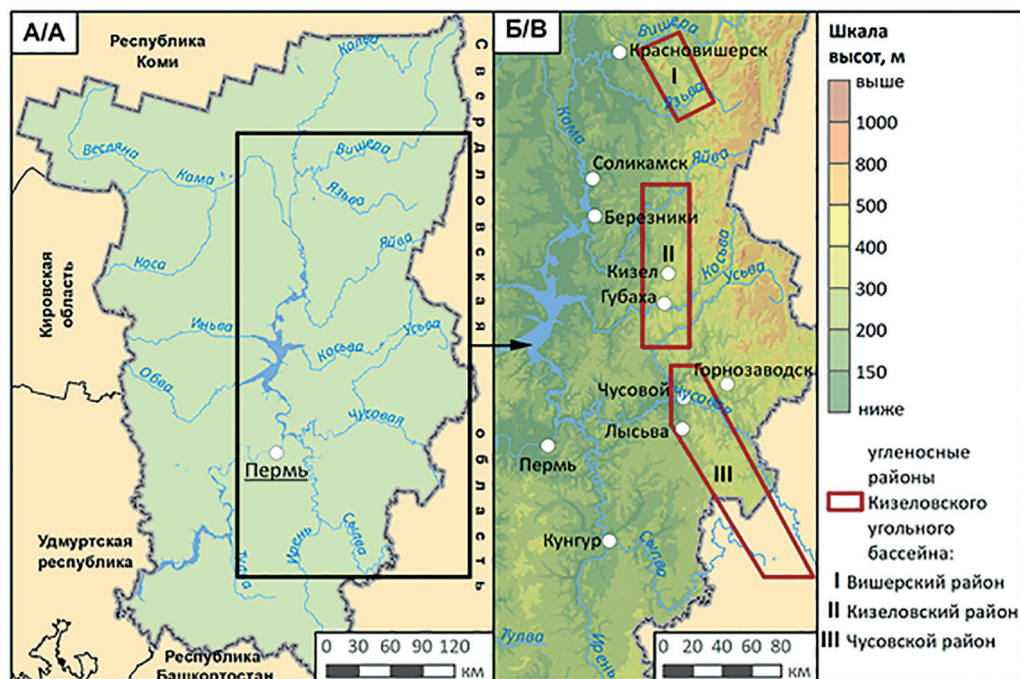 А/А
Республика
Коми
Свердловская область
Кировская
область
Удмуртская
республика
Республика
Башкортостан
Колва
Весляна
Кама
Вишера
Язьва
Яйва
Коса
Иньва
Косьва
Усьва
Обва
Чусовая
Пермь
Сылва
Ирень
Тулва
0 30 60 90 120
КМ
Б/В
Вишера
Красновишерск
I
Язьва
Кама
Соликамск
Яйва
Березники
II
Кизел
Косьва
Усьва
Губаха
Горнозаводск
Чусовой
Чусовая
Лысьва
Пермь
III
Кунгур
Сылва
Тулва
Ирень
0 20 40 60 80
КМ
Шкала
высот, м
выше
1000
800
500
400
300
200
150
ниже
угленосные
районы
Кизеловского
угольного
бассейна:
I Вишерский район
II Кизеловский район
III Чусовской район